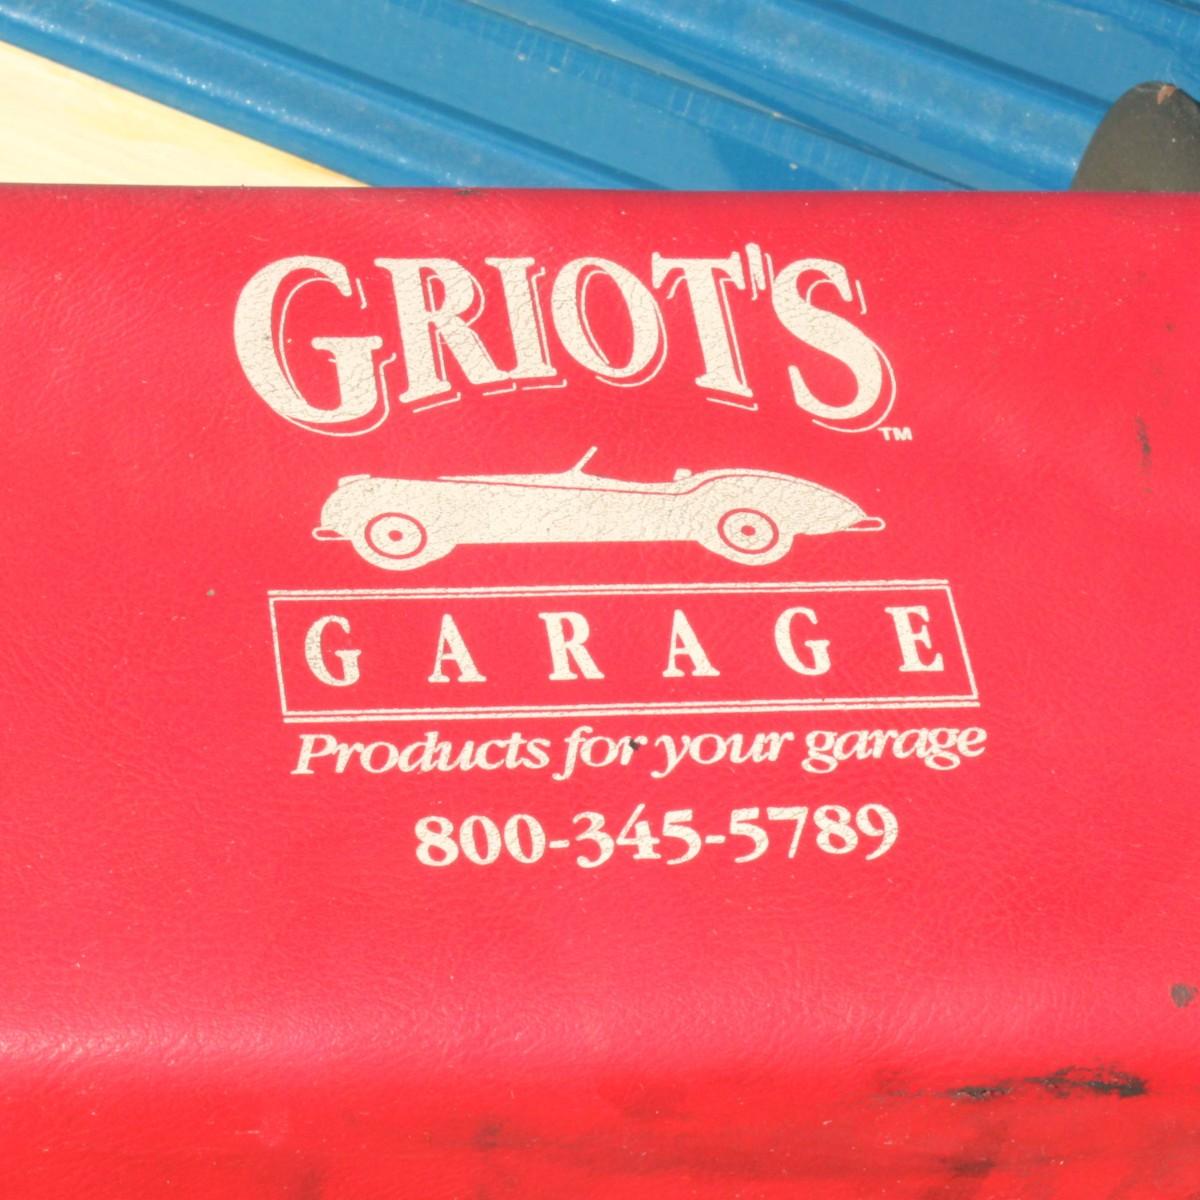 GRIOT'S
TM
GARAGE
Products for your garage
800-345-5789